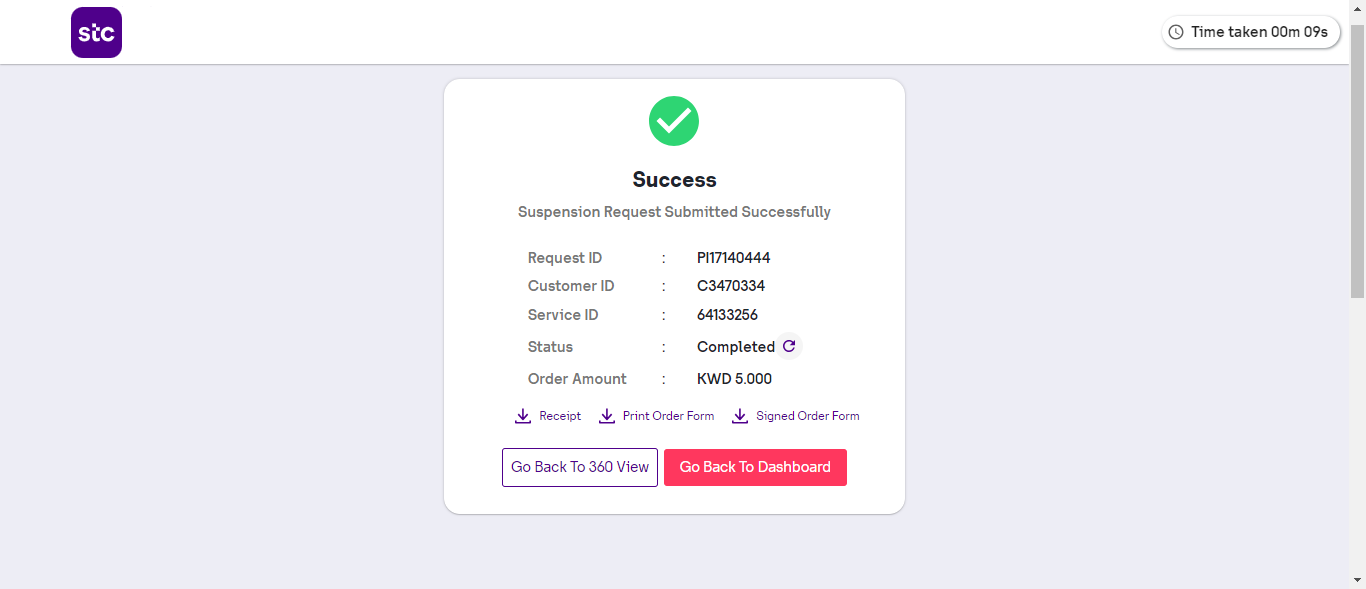 stc
Time taken 00m 09s
Success
Suspension Request Submitted Successfully
Request ID : PI17140444
Customer ID : C3470334
Service ID : 64133256
Status : Completed
Order Amount : KWD 5.000
Receipt Print Order Form Signed Order Form
Go Back To 360 View Go Back To Dashboard